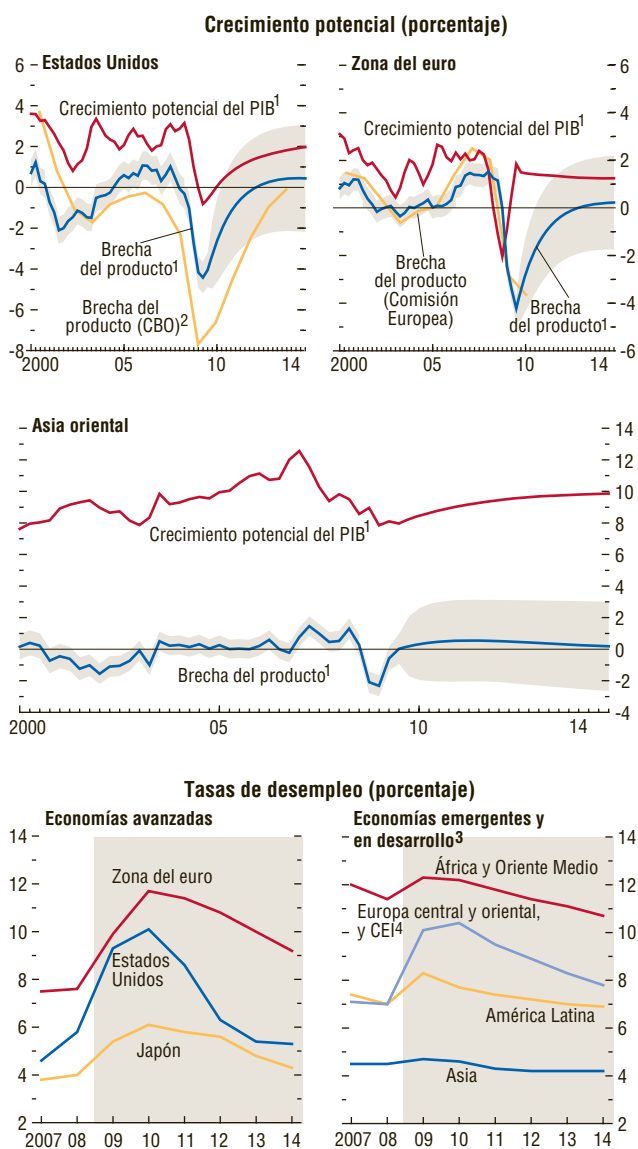 Crecimiento potencial (porcentaje)
Estados Unidos
6
4
2
0
-2
-4
-6
-8
Crecimiento potencial del PIB1
Brecha
del producto1
Brecha del
producto (CBO)2
2000 05 10 14
Zona del euro
6
4
2
0
-2
-4
-6
Crecimiento potencial del PIB1
Brecha
del producto
(Comisión
Europea)
Brecha
del producto1
2000 05 10 14
Asia oriental
14
12
10
8
6
4
2
0
-2
-4
Crecimiento potencial del PIB1
Brecha del producto1
2000 05 10 14
Tasas de desempleo (porcentaje)
Economías avanzadas
14
12
10
8
6
4
2
Zona del euro
Estados
Unidos
Japón
2007 08 09 10 11 12 13 14
Economías emergentes y
en desarrollo3
14
12
10
8
6
4
2
África y Oriente Medio
Europa central y oriental,
y CEI4
América Latina
Asia
2007 08 09 10 11 12 13 14